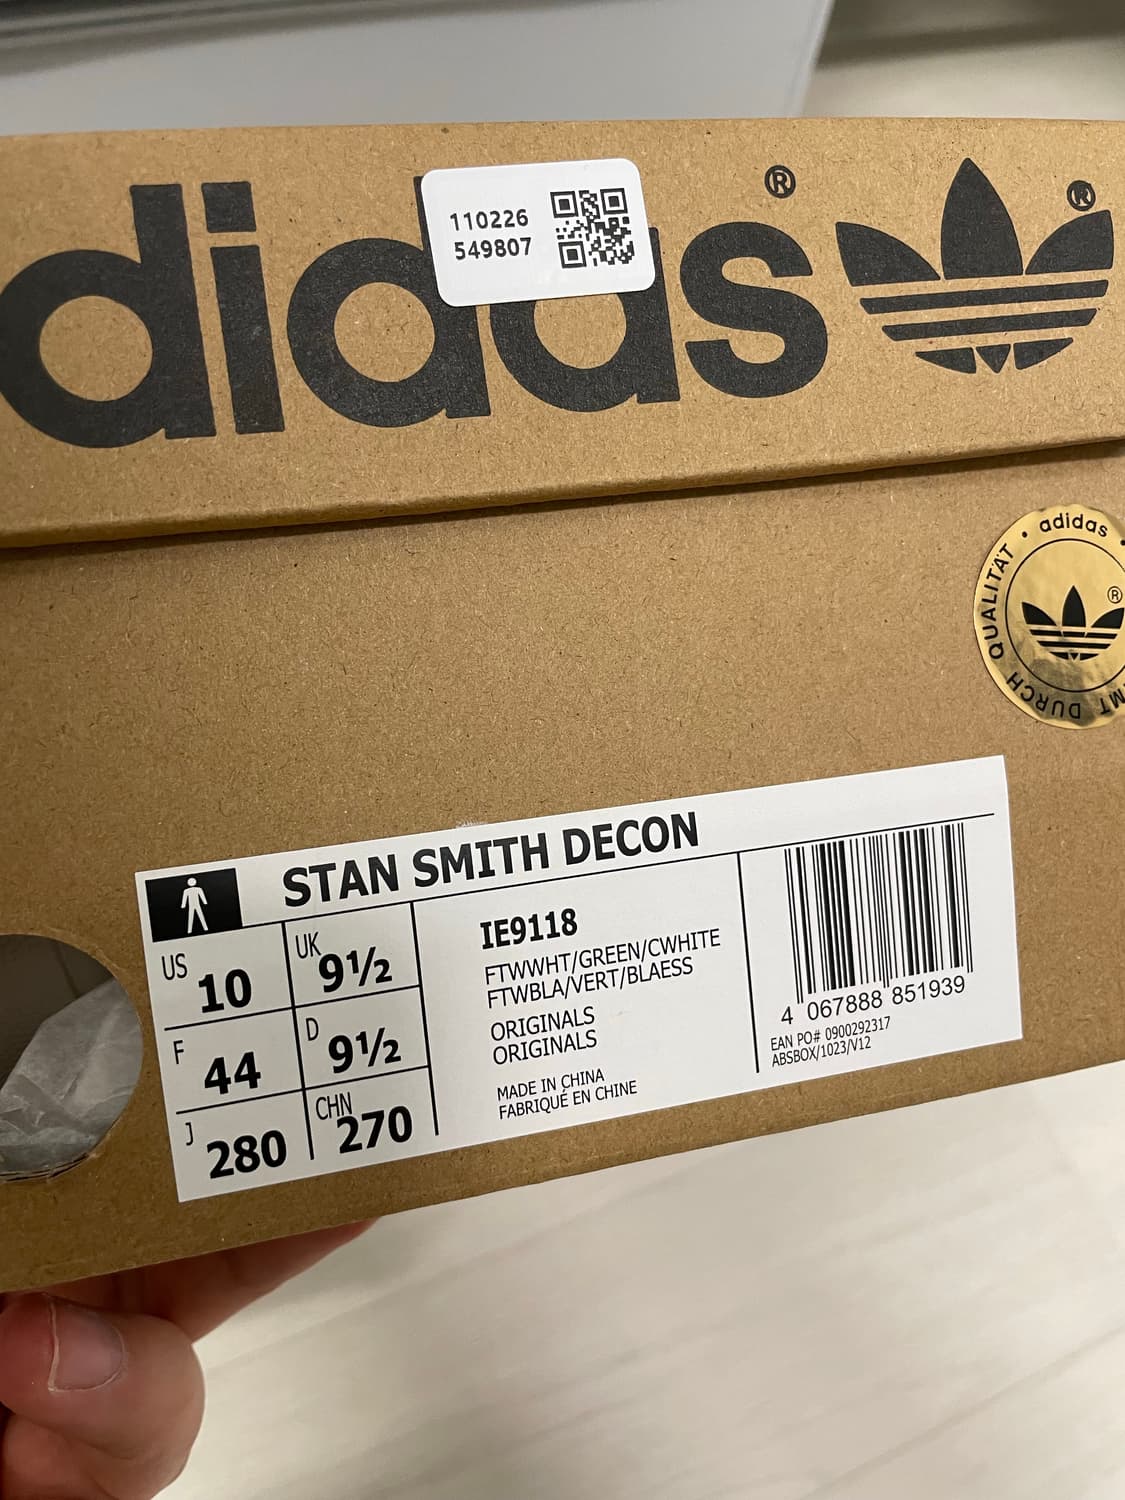 adidas ®
®
110226
549807
adidas
®
QUALITÄT
DURCH
STAN SMITH DECON
US 10
UK 9½
F 44
D 9½
J 280
CHN 270
IE9118
FTWWHT/GREEN/CWHITE
FTWBLA/VERT/BLAESS
ORIGINALS
ORIGINALS
MADE IN CHINA
FABRIQUÉ EN CHINE
4 067888 851939
EAN PO# 0900292317
ABSBOX/1023/V12